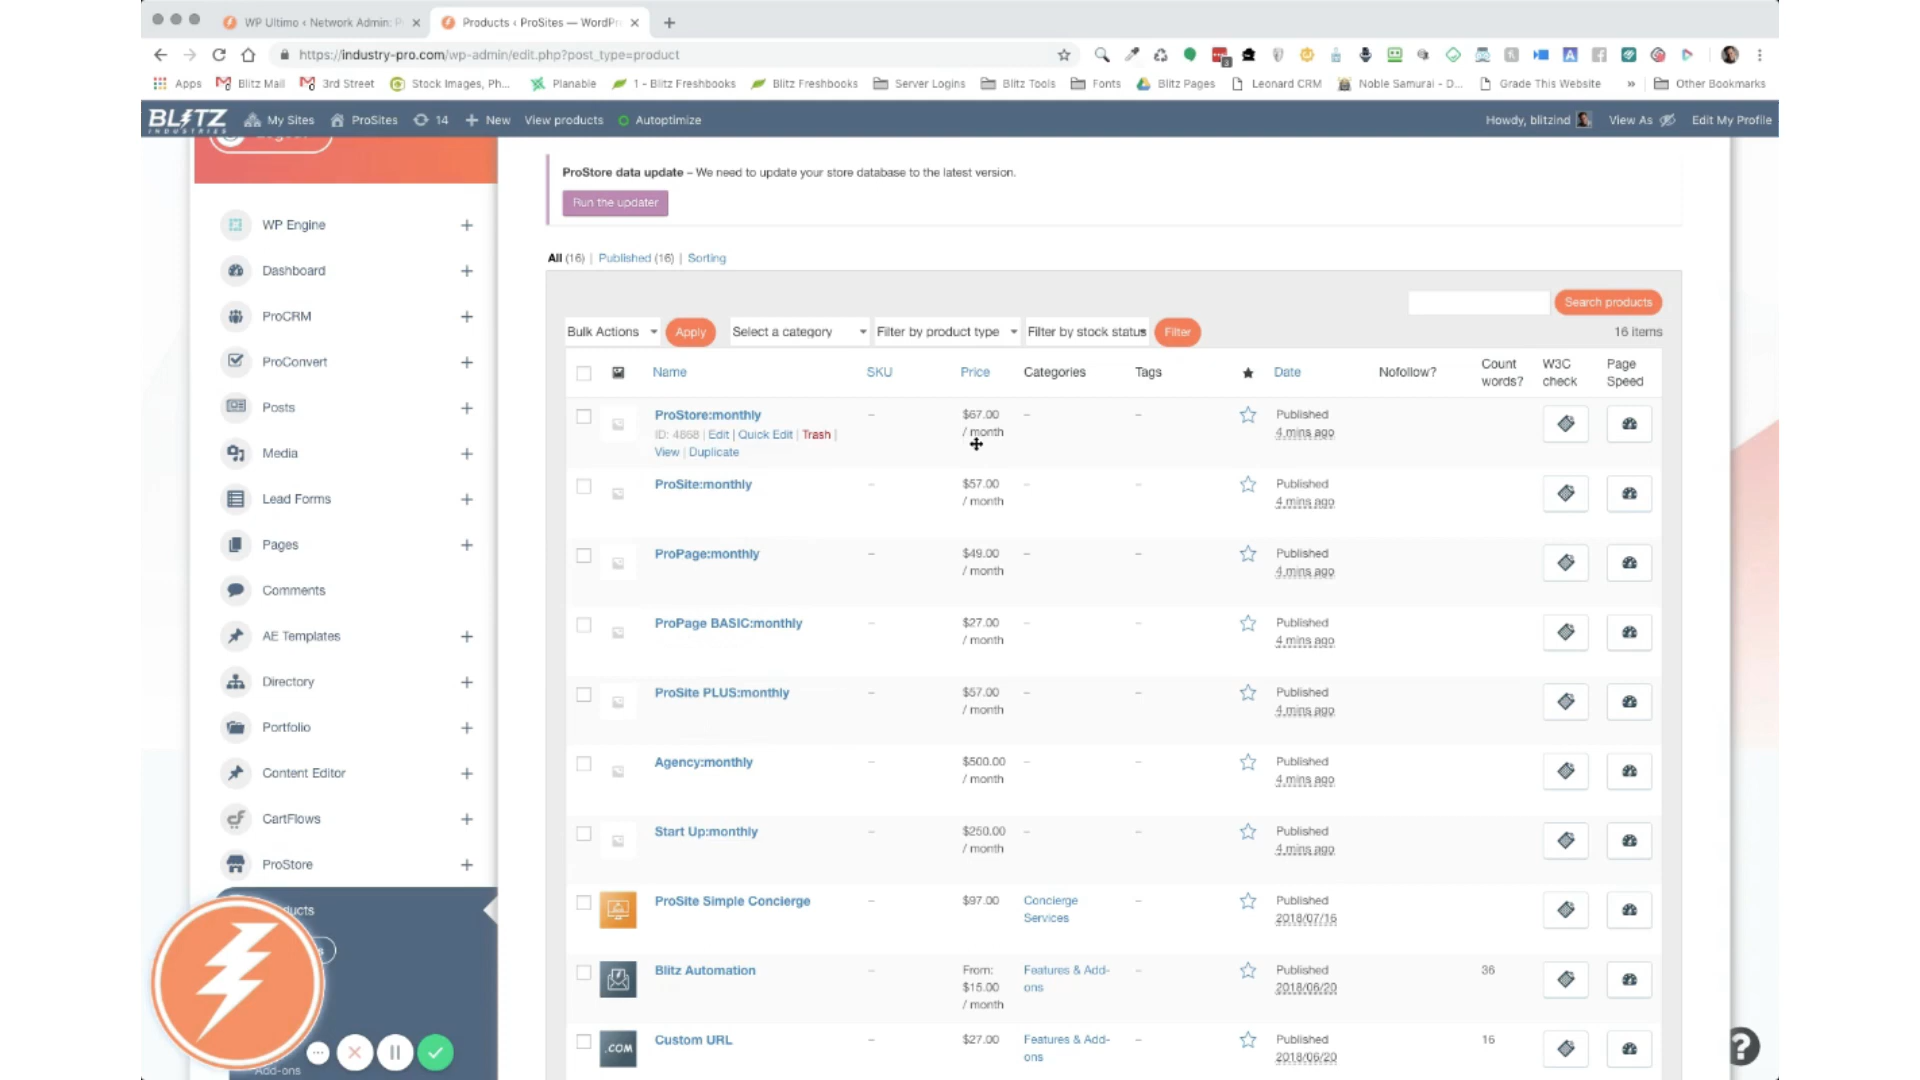 WP Ultimo ‹ Network Admin: P
Products ‹ ProSites — WordPr
https://industry-pro.com/wp-admin/edit.php?post_type=product
Apps
Blitz Mail
3rd Street
Stock Images, Ph...
Planable
1 - Blitz Freshbooks
Blitz Freshbooks
Server Logins
Blitz Tools
Fonts
Blitz Pages
Leonard CRM
Noble Samurai - D...
Grade This Website
»
Other Bookmarks
BLITZ
INDUSTRIES
My Sites
ProSites
14
New
View products
Autoptimize
Howdy, blitzind
View As
Edit My Profile
WP Engine
Dashboard
ProCRM
ProConvert
Posts
Media
Lead Forms
Pages
Comments
AE Templates
Directory
Portfolio
Content Editor
CartFlows
ProStore
ducts
s
Add-ons
ProStore data update – We need to update your store database to the latest version.
Run the updater
All (16) | Published (16) | Sorting
Search products
Bulk Actions
Apply
Select a category
Filter by product type
Filter by stock status
Filter
16 items
Name SKU Price Categories Tags ★ Date Nofollow? Count words? W3C check Page Speed
ProStore:monthly – $67.00 – – Published
/ month 4 mins ago
ID: 4868 | Edit | Quick Edit | Trash |
View | Duplicate
ProSite:monthly – $57.00 – – Published
/ month 4 mins ago
ProPage:monthly – $49.00 – – Published
/ month 4 mins ago
ProPage BASIC:monthly – $27.00 – – Published
/ month 4 mins ago
ProSite PLUS:monthly – $57.00 – – Published
/ month 4 mins ago
Agency:monthly – $500.00 – – Published
/ month 4 mins ago
Start Up:monthly – $250.00 – – Published
/ month 4 mins ago
ProSite Simple Concierge – $97.00 Concierge – Published
Services 2018/07/16
Blitz Automation – From: Features & Add- – Published 36
$15.00 ons 2018/06/20
/ month
.COM
Custom URL – $27.00 Features & Add- – Published 16
ons 2018/06/20
?